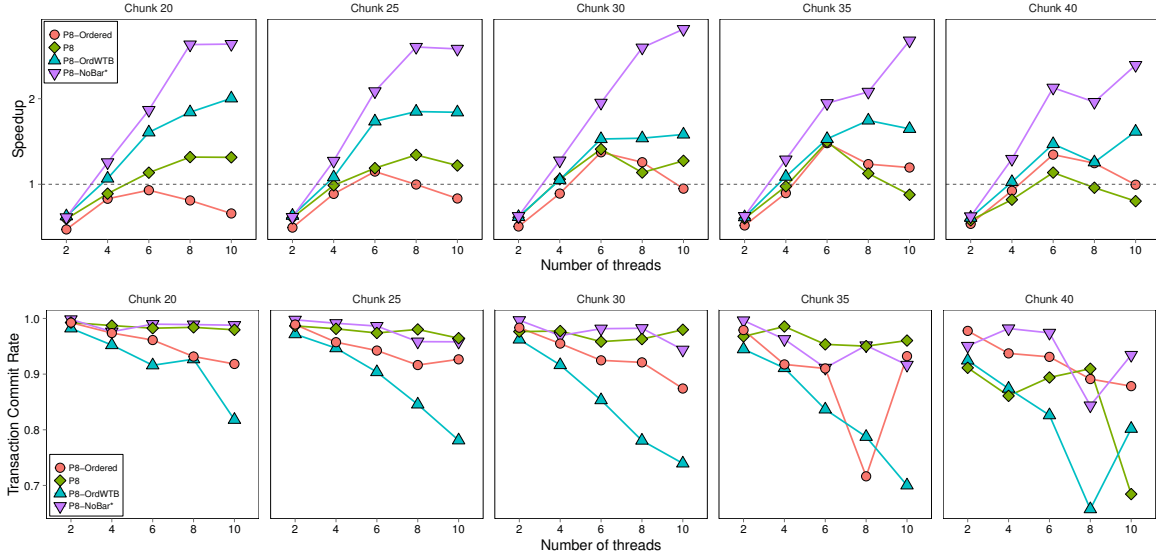 Chunk 20 Chunk 25 Chunk 30 Chunk 35 Chunk 40
P8-Ordered
P8
P8-OrdWTB
P8-NoBar*
Speedup
2
1
2 4 6 8 10 2 4 6 8 10 2 4 6 8 10 2 4 6 8 10 2 4 6 8 10
Number of threads
Chunk 20 Chunk 25 Chunk 30 Chunk 35 Chunk 40
Transaction Commit Rate
1.0
0.9
0.8
0.7
P8-Ordered
P8
P8-OrdWTB
P8-NoBar*
2 4 6 8 10 2 4 6 8 10 2 4 6 8 10 2 4 6 8 10 2 4 6 8 10
Number of threads